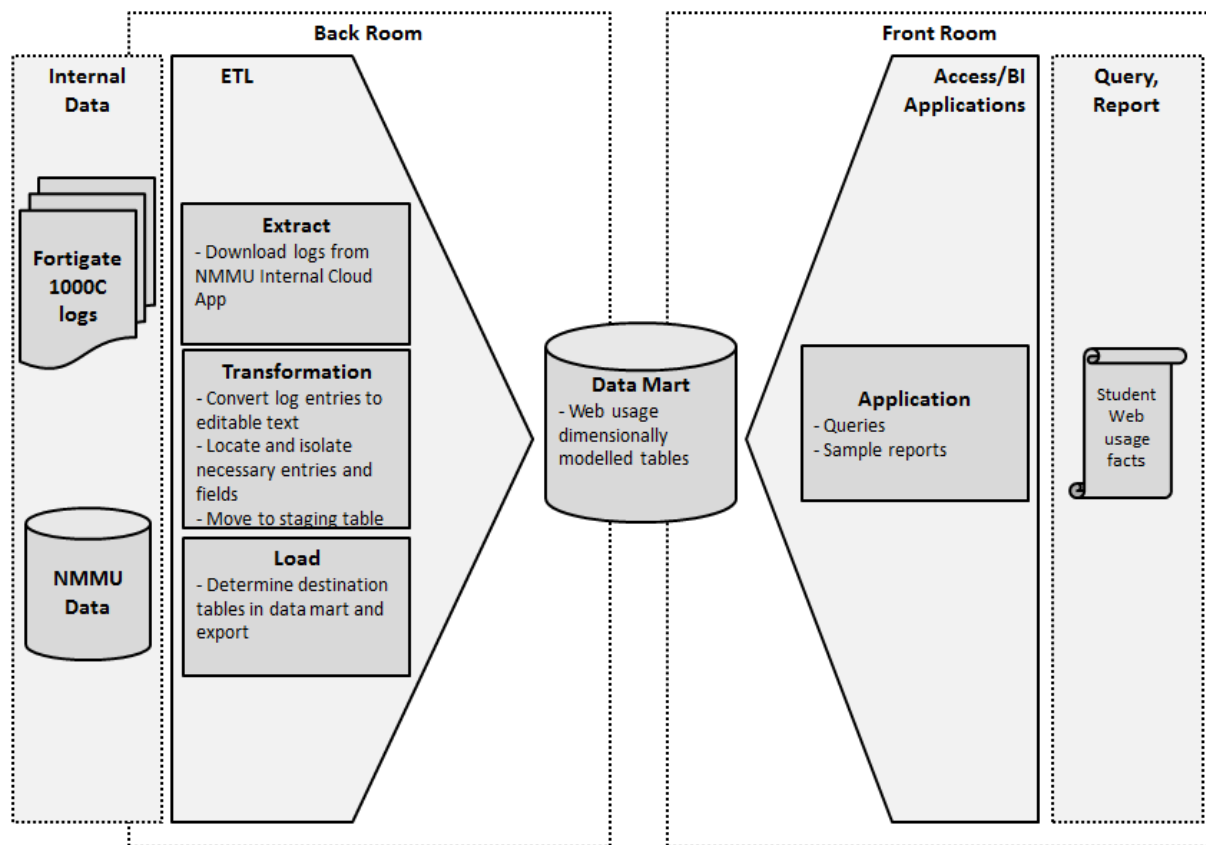 Back Room
Front Room
Internal
Data
ETL
Access/BI
Applications
Query,
Report
Fortigate
1000C
logs
NMMU
Data
Extract
- Download logs from
NMMU Internal Cloud
App
Transformation
- Convert log entries to
editable text
- Locate and isolate
necessary entries and
fields
- Move to staging table
Load
- Determine destination
tables in data mart and
export
Data Mart
- Web usage
dimensionally
modelled tables
Application
- Queries
- Sample reports
Student
Web
usage
facts